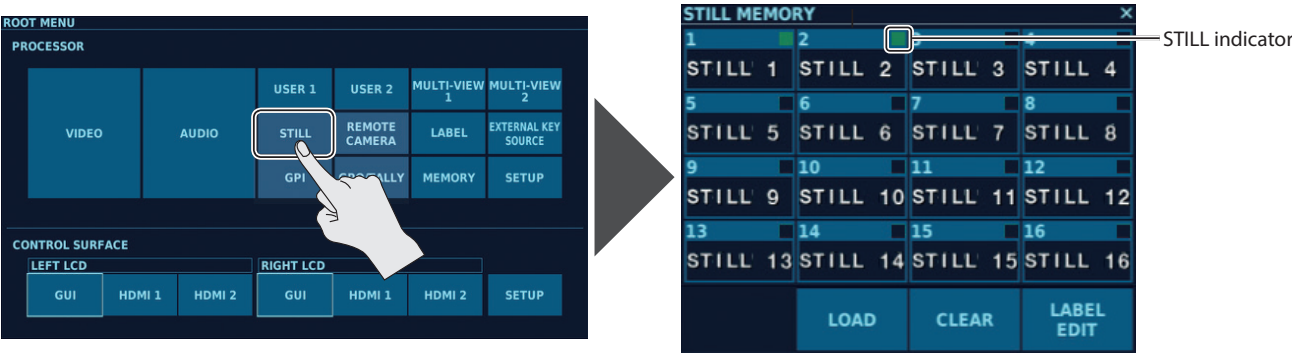 ROOT MENU
PROCESSOR
VIDEO
AUDIO
USER 1
USER 2
MULTI-VIEW
1
MULTI-VIEW
2
STILL
REMOTE
CAMERA
LABEL
EXTERNAL KEY
SOURCE
GPI
MEMORY
SETUP
CONTROL SURFACE
LEFT LCD
RIGHT LCD
GUI
HDMI 1
HDMI 2
GUI
HDMI 1
HDMI 2
SETUP
STILL MEMORY ×
1 2 4
STILL 1 STILL 2 STILL 3 STILL 4
5 6 7 8
STILL 5 STILL 6 STILL 7 STILL 8
9 10 11 12
STILL 9 STILL 10 STILL 11 STILL 12
13 14 15 16
STILL 13 STILL 14 STILL 15 STILL 16
LOAD
CLEAR
LABEL
EDIT
STILL indicator